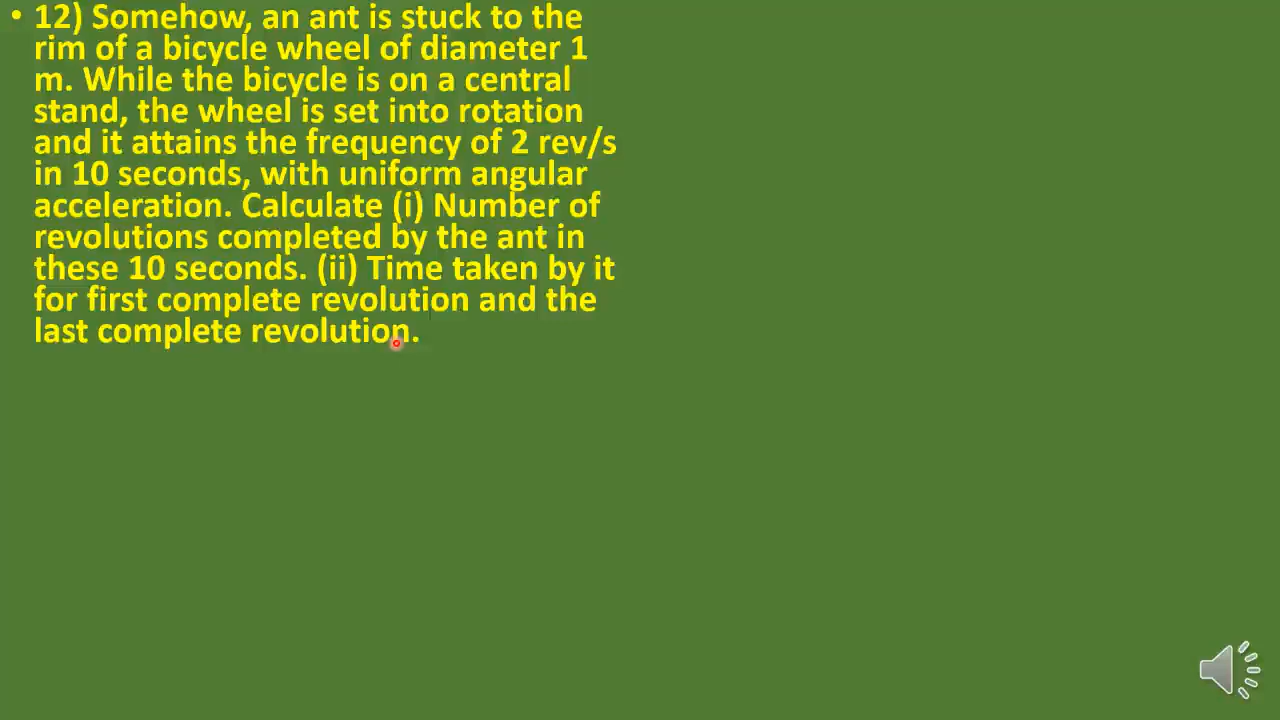 • 12) Somehow, an ant is stuck to the
rim of a bicycle wheel of diameter 1
m. While the bicycle is on a central
stand, the wheel is set into rotation
and it attains the frequency of 2 rev/s
in 10 seconds, with uniform angular
acceleration. Calculate (i) Number of
revolutions completed by the ant in
these 10 seconds. (ii) Time taken by it
for first complete revolution and the
last complete revolution.